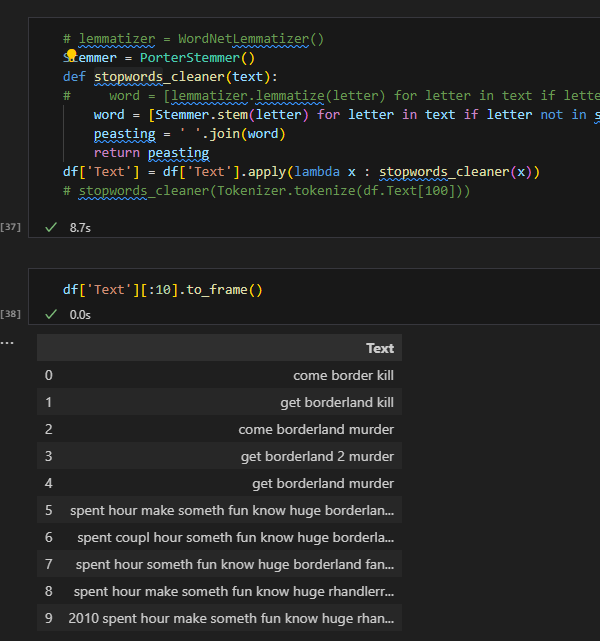 # lemmatizer = WordNetLemmatizer()
Stemmer = PorterStemmer()
def stopwords_cleaner(text):
#     word = [lemmatizer.lemmatize(letter) for letter in text if lette
    word = [Stemmer.stem(letter) for letter in text if letter not in s
    peasting = ' '.join(word)
    return peasting
df['Text'] = df['Text'].apply(lambda x : stopwords_cleaner(x))
# stopwords_cleaner(Tokenizer.tokenize(df.Text[100]))
[37] 8.7s
df['Text'][:10].to_frame()
[38] 0.0s
...
Text
0 come border kill
1 get borderland kill
2 come borderland murder
3 get borderland 2 murder
4 get borderland murder
5 spent hour make someth fun know huge borderlan...
6 spent coupl hour someth fun know huge borderla...
7 spent hour someth fun know huge borderland fan...
8 spent hour make someth fun know huge rhandlerr...
9 2010 spent hour make someth fun know huge rhan...